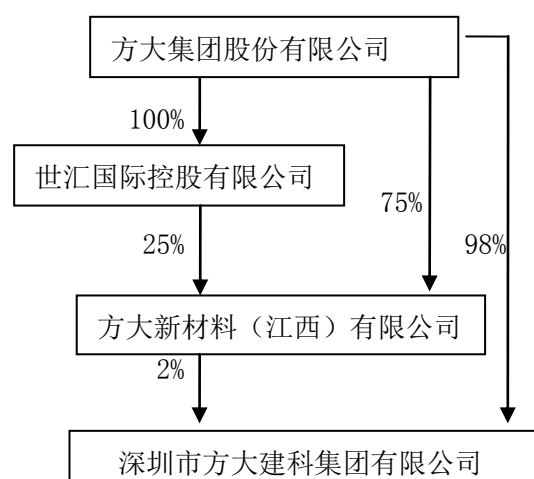 方大集团股份有限公司
100%
世汇国际控股有限公司
75%
25%
98%
方大新材料（江西）有限公司
2%
深圳市方大建科集团有限公司